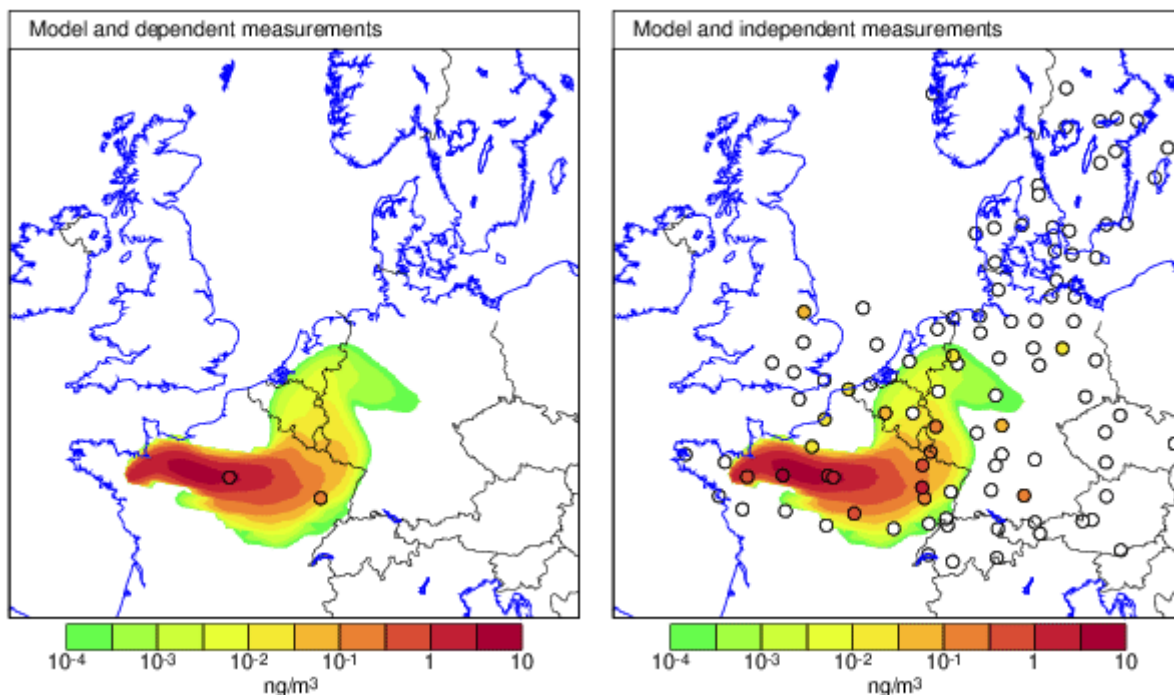 Model and dependent measurements
10-4 10-3 10-2 10-1 1 10
ng/m3
Model and independent measurements
10-4 10-3 10-2 10-1 1 10
ng/m3